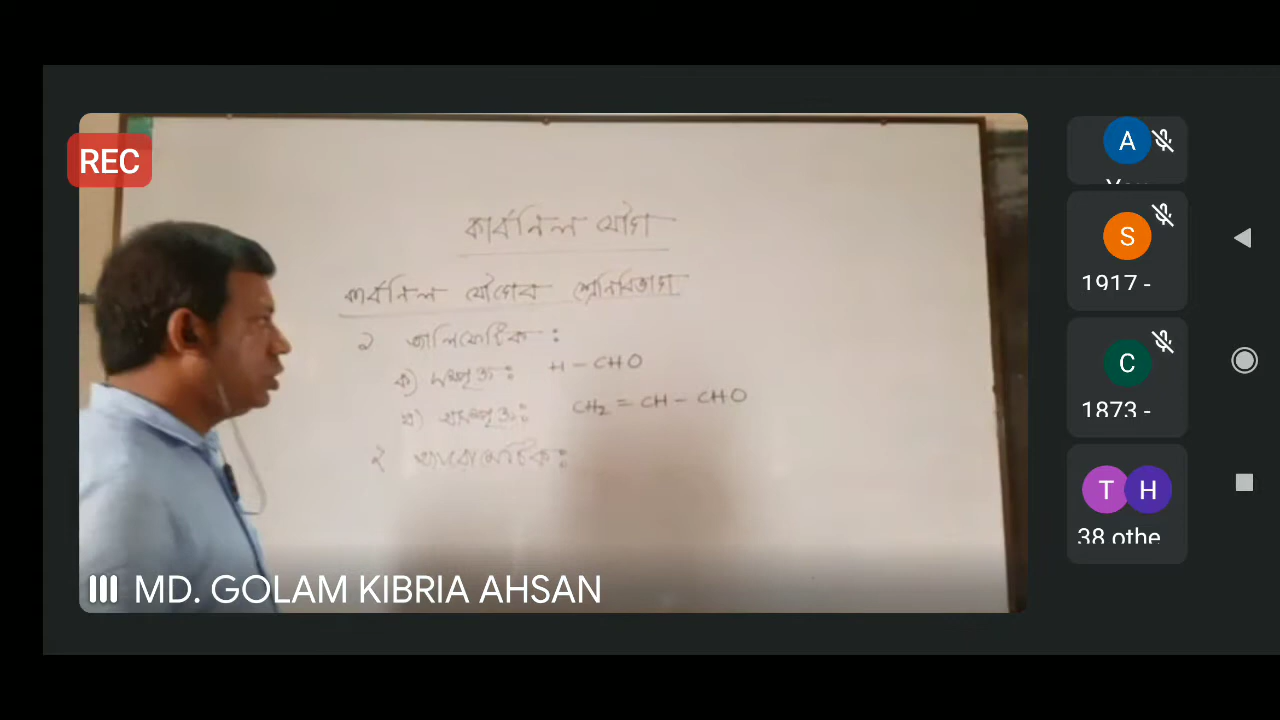 REC
কার্বনিল যৌগ
কার্বনিল যৌগের শ্রেনিবিভাগ
১ অ্যালিফেটিক :
ক) সম্পৃক্ত : H - CHO
খ) অসম্পৃক্ত : CH₂ = CH - CHO
২ অ্যারোমেটিক :
MD. GOLAM KIBRIA AHSAN
A
S
1917 -
C
1873 -
T H
38 othe